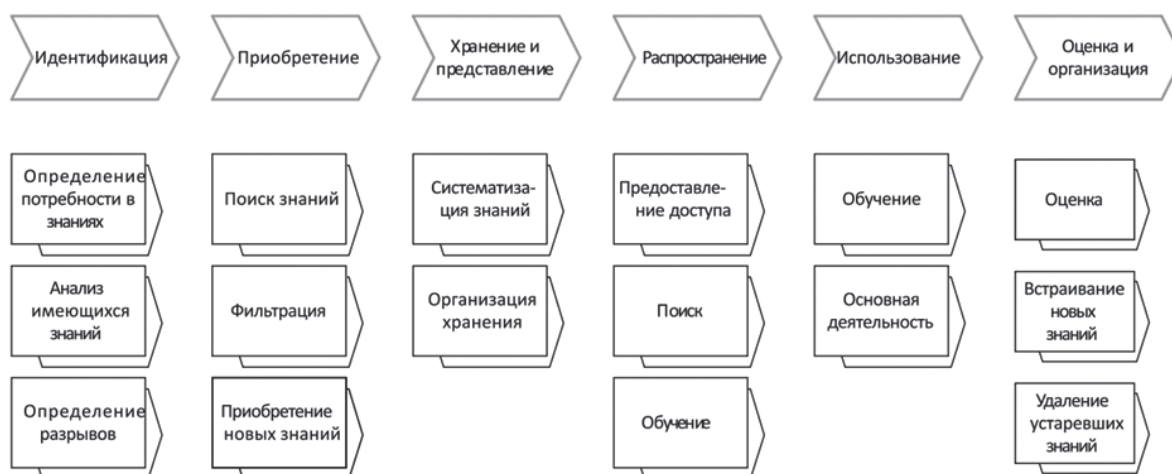 Идентификация
Приобретение
Хранение и
представление
Распространение
Использование
Оценка и
организация
Определение
потребности в
знаниях
Поиск знаний
Систематиза-
ация знаний
Предоставле-
ние доступа
Обучение
Оценка
Анализ
имеющихся
знаний
Фильтрация
Организация
хранения
Поиск
Основная
деятельность
Встраивание
новых
знаний
Определение
разрывов
Приобретение
новых знаний
Обучение
Удаление
устаревших
знаний